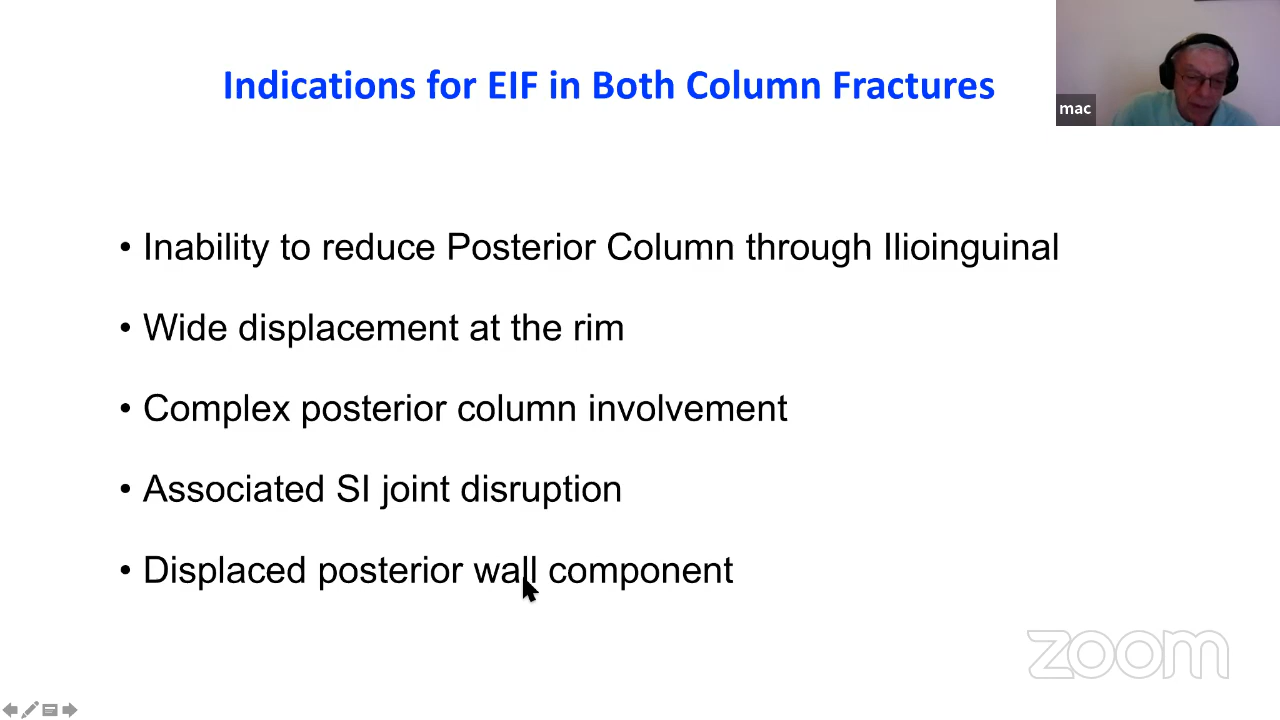 Indications for EIF in Both Column Fractures
mac
• Inability to reduce Posterior Column through Ilioinguinal
• Wide displacement at the rim
• Complex posterior column involvement
• Associated SI joint disruption
• Displaced posterior wall component
zoom